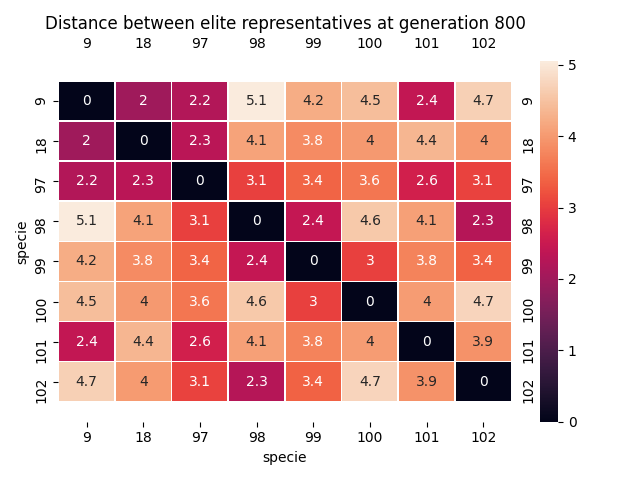 Distance between elite representatives at generation 800
9 18 97 98 99 100 101 102
9 0 2 2.2 5.1 4.2 4.5 2.4 4.7 9
18 2 0 2.3 4.1 3.8 4 4.4 4 18
97 2.2 2.3 0 3.1 3.4 3.6 2.6 3.1 97
98 5.1 4.1 3.1 0 2.4 4.6 4.1 2.3 98
99 4.2 3.8 3.4 2.4 0 3 3.8 3.4 99
100 4.5 4 3.6 4.6 3 0 4 4.7 100
101 2.4 4.4 2.6 4.1 3.8 4 0 3.9 101
102 4.7 4 3.1 2.3 3.4 4.7 3.9 0 102
9 18 97 98 99 100 101 102
specie
specie
5
4
3
2
1
0